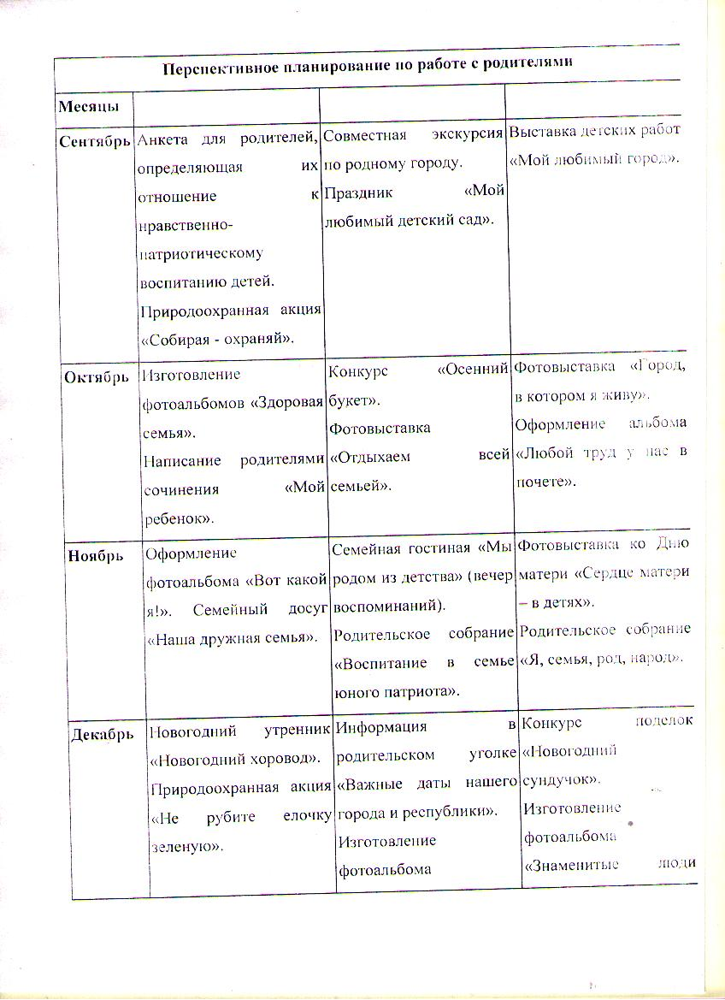 Перспективное планирование по работе с родителями
Месяцы
Сентябрь
Анкета для родителей,
определяющая их
отношение к
нравственно-
патриотическому
воспитанию детей.
Природоохранная акция
«Собирая - охраняй».
Совместная экскурсия
по родному городу.
Праздник «Мой
любимый детский сад».
Выставка детских работ
«Мой любимый город».
Октябрь
Изготовление
фотоальбомов «Здоровая
семья».
Написание родителями
сочинения «Мой
ребенок».
Конкурс «Осенний
букет».
Фотовыставка
«Отдыхаем всей
семьей».
Фотовыставка «Город,
в котором я живу».
Оформление альбома
«Любой труд у нас в
почете».
Ноябрь
Оформление
фотоальбома «Вот какой
я!». Семейный досуг
«Наша дружная семья».
Семейная гостиная «Мы
родом из детства» (вечер
воспоминаний).
Родительское собрание
«Воспитание в семье
юного патриота».
Фотовыставка ко Дню
матери «Сердце матери
– в детях».
Родительское собрание
«Я, семья, род, народ».
Декабрь
Новогодний утренник
«Новогодний хоровод».
Природоохранная акция
«Не рубите елочку
зеленую».
Информация в
родительском уголке
«Важные даты нашего
города и республики».
Изготовление
фотоальбома
Конкурс поделок
«Новогодний
сундучок».
Изготовление
фотоальбома
«Знаменитые люди